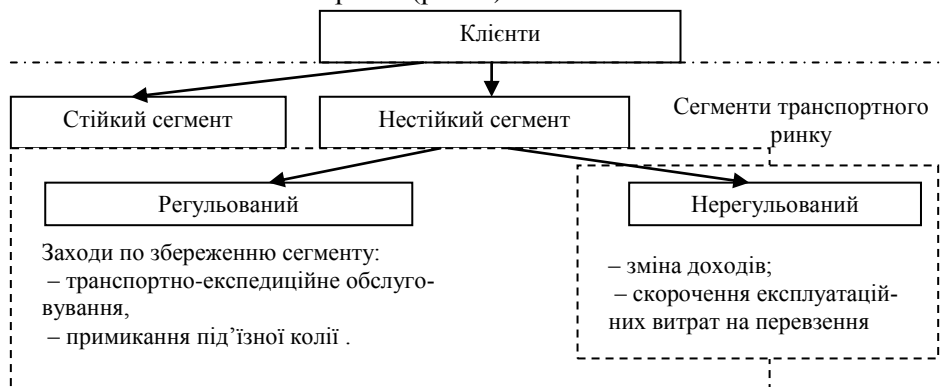 Клієнти
Стійкий сегмент
Нестійкий сегмент
Сегменти транспортного
ринку
Регульований
Нерегульований
Заходи по збереженню сегменту:
– транспортно-експедиційне обслуго-
вування,
– примикання під’їзної колії .
– зміна доходів;
– скорочення експлуатацій-
них витрат на перевзення